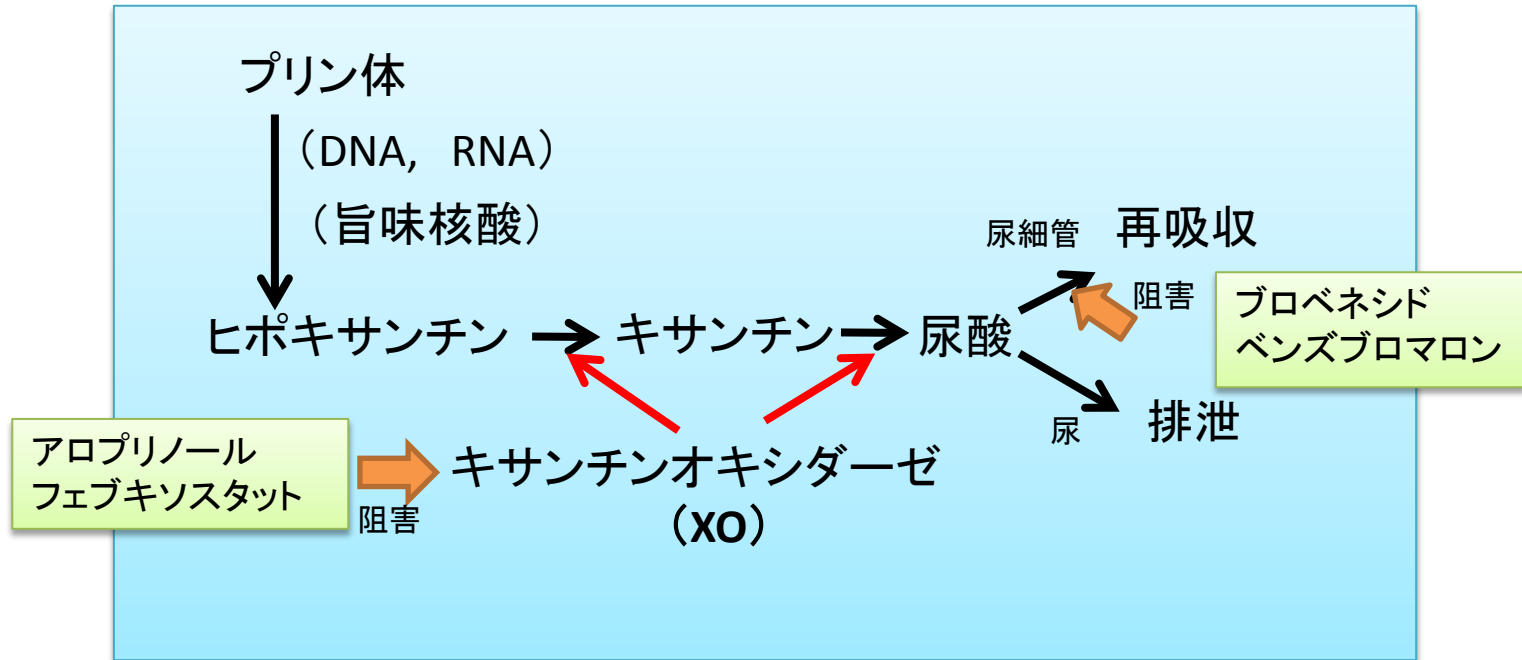 プリン体
（DNA, RNA）
（旨味核酸）
尿細管 再吸収
阻害
ブロベネシド
ベンズブロマロン
ヒポキサンチン キサンチン 尿酸
尿 排泄
アロプリノール
フェブキソスタット
阻害
キサンチンオキシダーゼ
（XO）